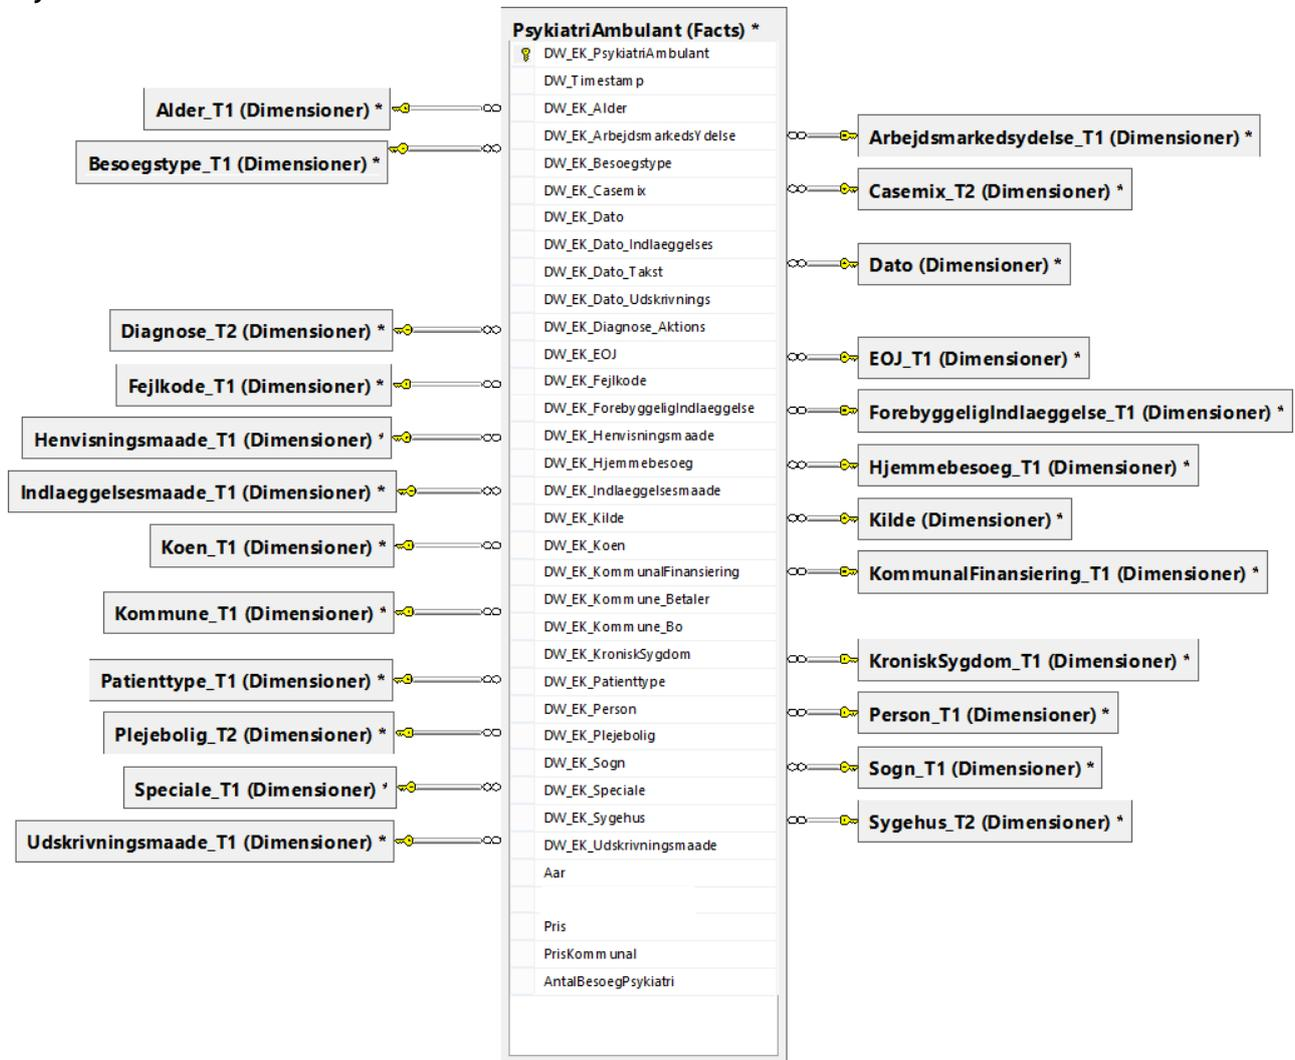 PsykiatriAmbulant (Facts) *
DW_EK_PsykiatriAmbulant
DW_Timestamp
DW_EK_Alder
DW_EK_ArbejdsmarkedsYdelse
DW_EK_Besoegstype
DW_EK_Casemix
DW_EK_Dato
DW_EK_Dato_Indlaeggelses
DW_EK_Dato_Takst
DW_EK_Dato_Udskrivnings
DW_EK_Diagnose_Aktions
DW_EK_EOJ
DW_EK_Fejlkode
DW_EK_ForebyggeligIndlaeggelse
DW_EK_Henvisningsmaade
DW_EK_Hjemmebesoeg
DW_EK_Indlaeggelsesmaade
DW_EK_Kilde
DW_EK_Koen
DW_EK_KommunalFinansiering
DW_EK_Kommune_Betaler
DW_EK_Kommune_Bo
DW_EK_KroniskSygdom
DW_EK_Patienttype
DW_EK_Person
DW_EK_Plejebolig
DW_EK_Sogn
DW_EK_Speciale
DW_EK_Sygehus
DW_EK_Udskrivningsmaade
Aar
Pris
PrisKommunal
AntalBesoegPsykiatri
Alder_T1 (Dimensioner) *
Besoegstype_T1 (Dimensioner) *
Diagnose_T2 (Dimensioner) *
Fejlkode_T1 (Dimensioner) *
Henvisningsmaade_T1 (Dimensioner) *
Indlaeggelsesmaade_T1 (Dimensioner) *
Koen_T1 (Dimensioner) *
Kommune_T1 (Dimensioner) *
Patienttype_T1 (Dimensioner) *
Plejebolig_T2 (Dimensioner) *
Speciale_T1 (Dimensioner) *
Udskrivningsmaade_T1 (Dimensioner) *
Arbejdsmarkedsydelse_T1 (Dimensioner) *
Casemix_T2 (Dimensioner) *
Dato (Dimensioner) *
EOJ_T1 (Dimensioner) *
ForebyggeligIndlaeggelse_T1 (Dimensioner) *
Hjemmebesoeg_T1 (Dimensioner) *
Kilde (Dimensioner) *
KommunalFinansiering_T1 (Dimensioner) *
KroniskSygdom_T1 (Dimensioner) *
Person_T1 (Dimensioner) *
Sogn_T1 (Dimensioner) *
Sygehus_T2 (Dimensioner) *